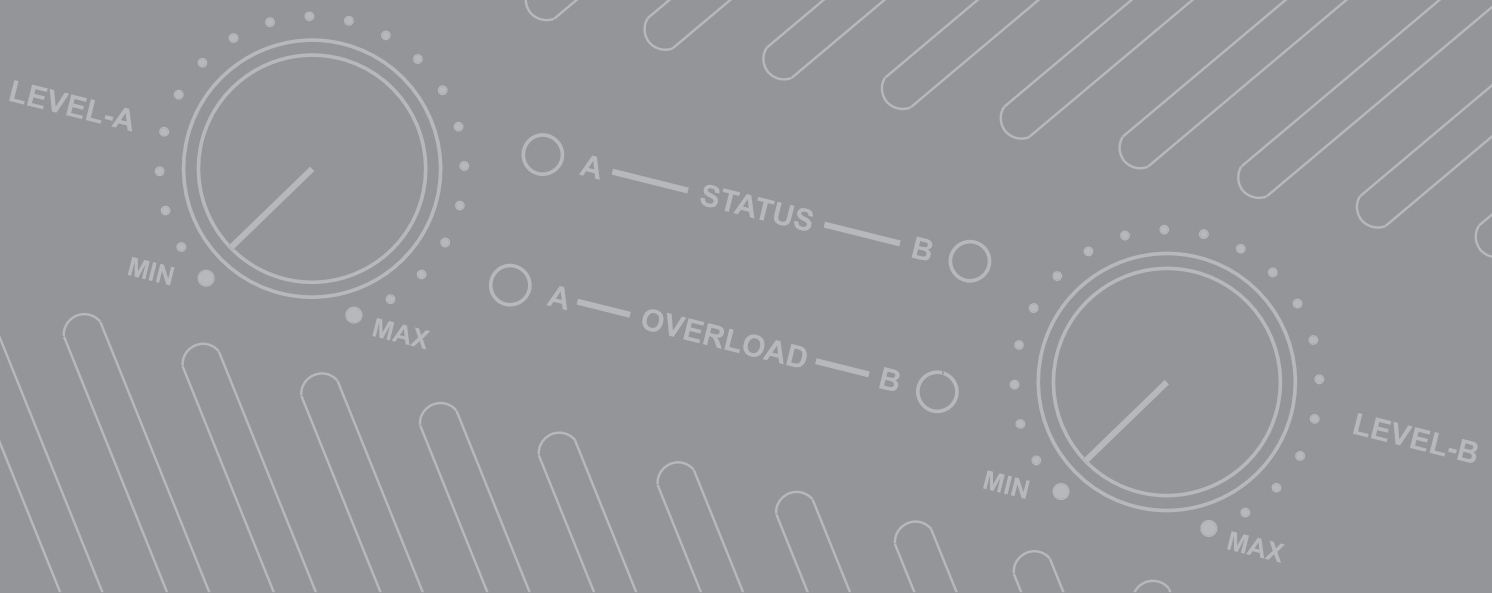 LEVEL-A
MIN
MAX
A STATUS B
A OVERLOAD B
LEVEL-B
MIN
MAX